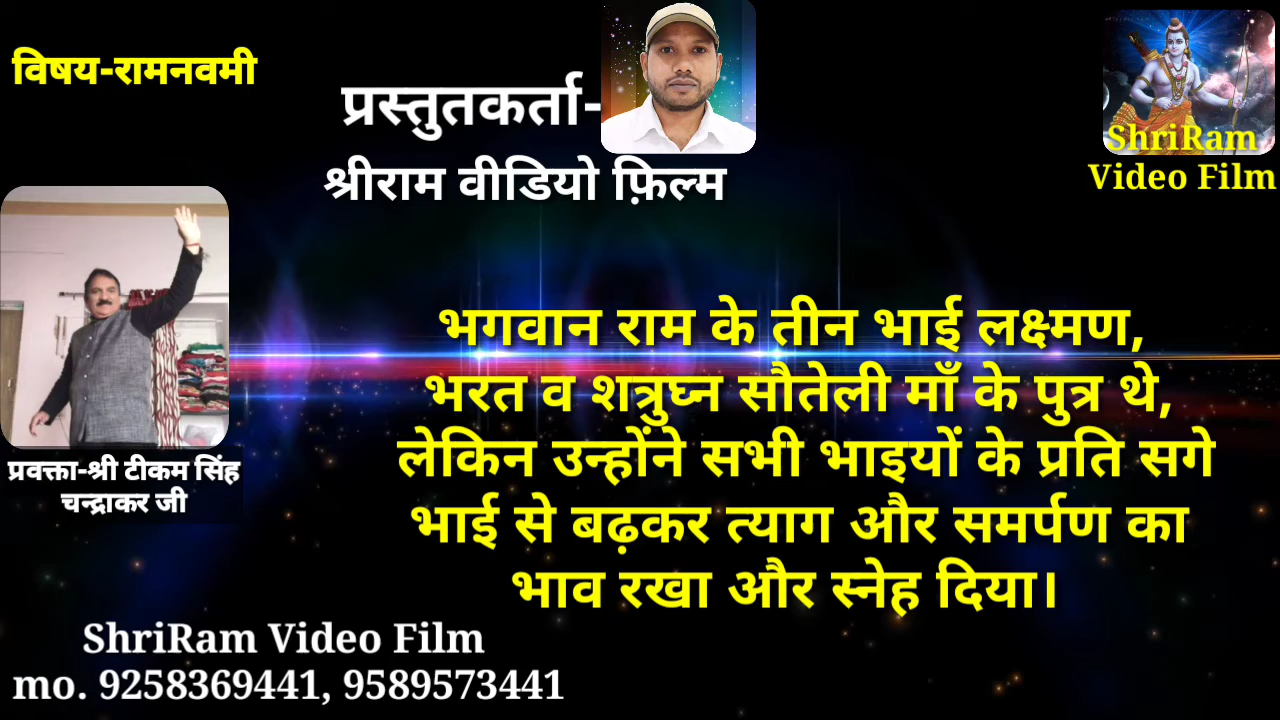 विषय-रामनवमी
प्रस्तुतकर्ता-
श्रीराम वीडियो फ़िल्म
ShriRam
Video Film
प्रवक्ता-श्री टीकम सिंह
चन्द्राकर जी
भगवान राम के तीन भाई लक्ष्मण,
भरत व शत्रुघ्न सौतेली माँ के पुत्र थे,
लेकिन उन्होंने सभी भाइयों के प्रति सगे
भाई से बढ़कर त्याग और समर्पण का
भाव रखा और स्नेह दिया।
ShriRam Video Film
mo. 9258369441, 9589573441